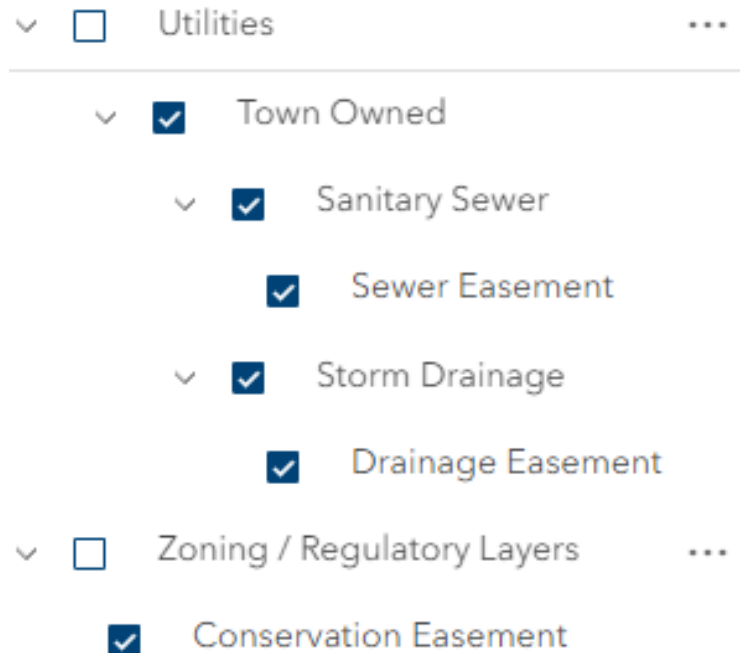 Utilities
Town Owned
Sanitary Sewer
Sewer Easement
Storm Drainage
Drainage Easement
Zoning / Regulatory Layers
Conservation Easement